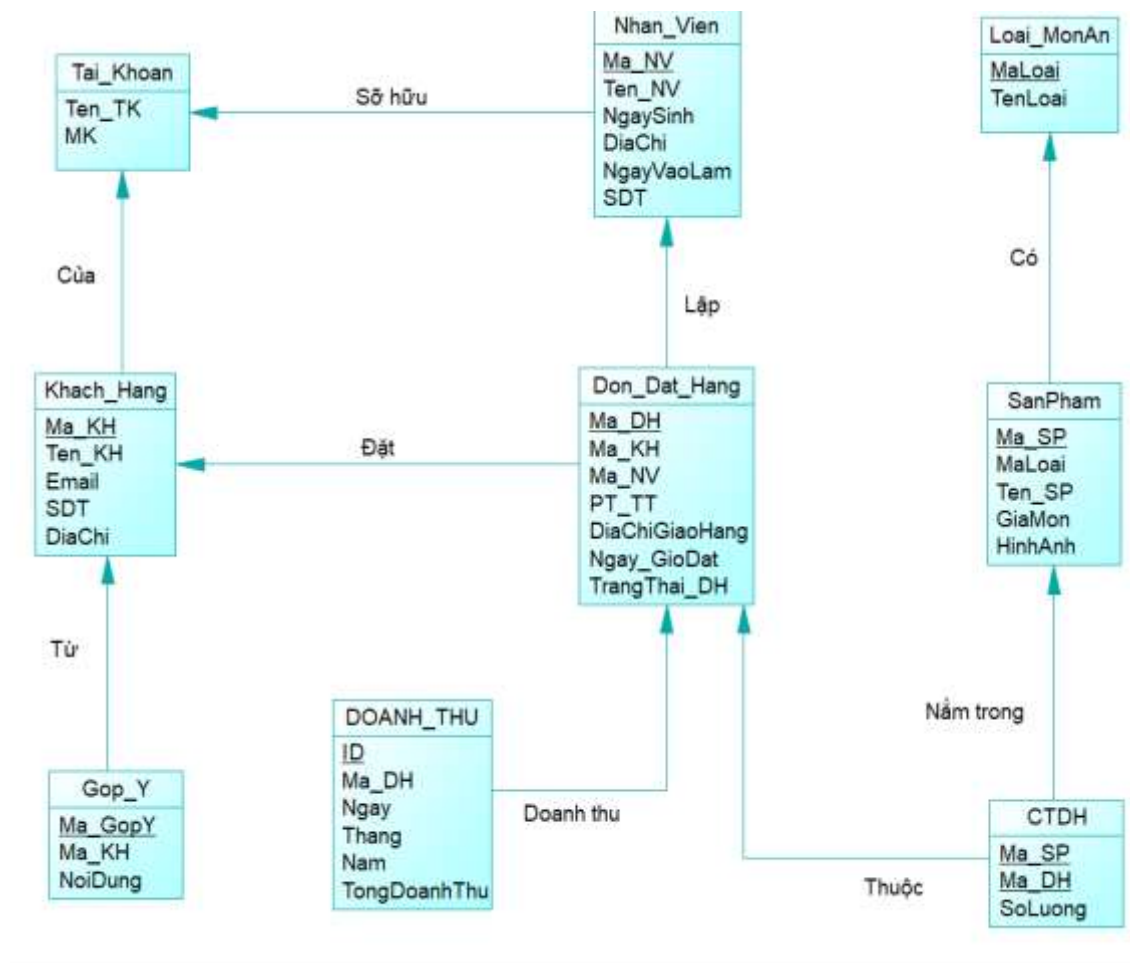 Nhan_Vien
Ma_NV
Ten_NV
NgaySinh
DiaChi
NgayVaoLam
SDT
Loai_MonAn
MaLoai
TenLoai
Tai_Khoan
Ten_TK
MK
Sỡ hữu
Của
Lập
Có
Khach_Hang
Ma_KH
Ten_KH
Email
SDT
DiaChi
Đặt
Don_Dat_Hang
Ma_DH
Ma_KH
Ma_NV
PT_TT
DiaChiGiaoHang
Ngay_GioDat
TrangThai_DH
SanPham
Ma_SP
MaLoai
Ten_SP
GiaMon
HinhAnh
Từ
Nằm trong
DOANH_THU
ID
Ma_DH
Ngay
Thang
Nam
TongDoanhThu
Doanh thu
Gop_Y
Ma_GopY
Ma_KH
NoiDung
Thuộc
CTDH
Ma_SP
Ma_DH
SoLuong